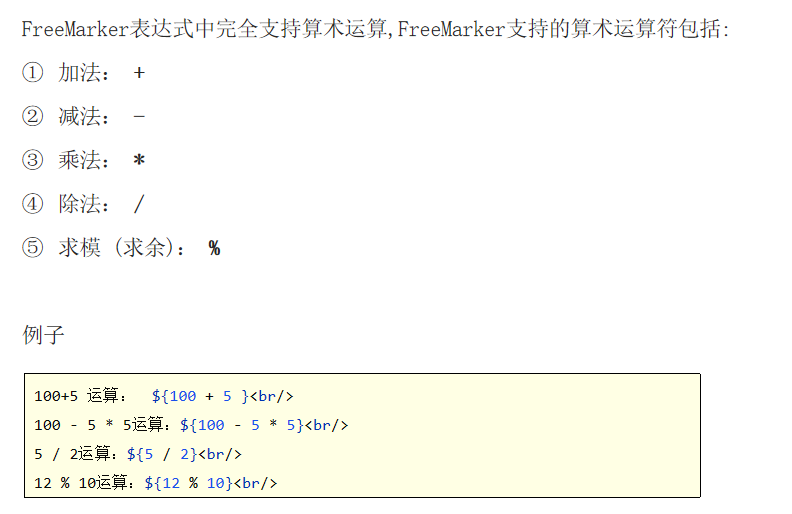 FreeMarker表达式中完全支持算术运算,FreeMarker支持的算术运算符包括:
① 加法： +
② 减法： -
③ 乘法： *
④ 除法： /
⑤ 求模 (求余)： %
例子
100+5 运算： ${100 + 5 }<br/>
100 - 5 * 5运算：${100 - 5 * 5}<br/>
5 / 2运算：${5 / 2}<br/>
12 % 10运算：${12 % 10}<br/>